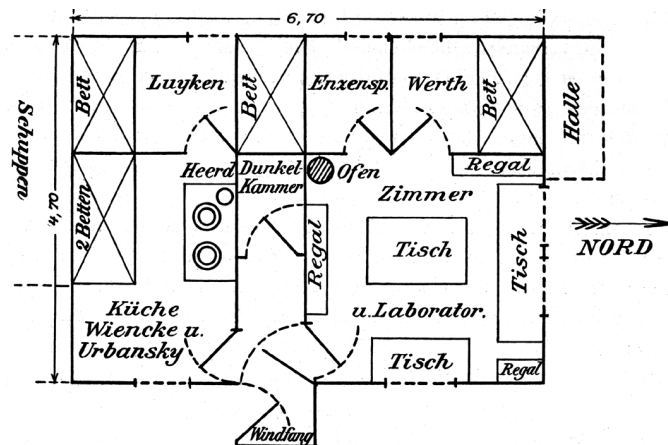 6,70
Bett
Luyken
Bett
Enzensp.
Werth
Bett
Halle
Schuppen
4,70
Heerd
Dunkel-
Kammer
Ofen
Regal
2 Betten
Zimmer
Regal
Tisch
Tisch
NORD
Küche
Wiencke u.
Urbansky
u. Laborator.
Tisch
Regal
Windfang